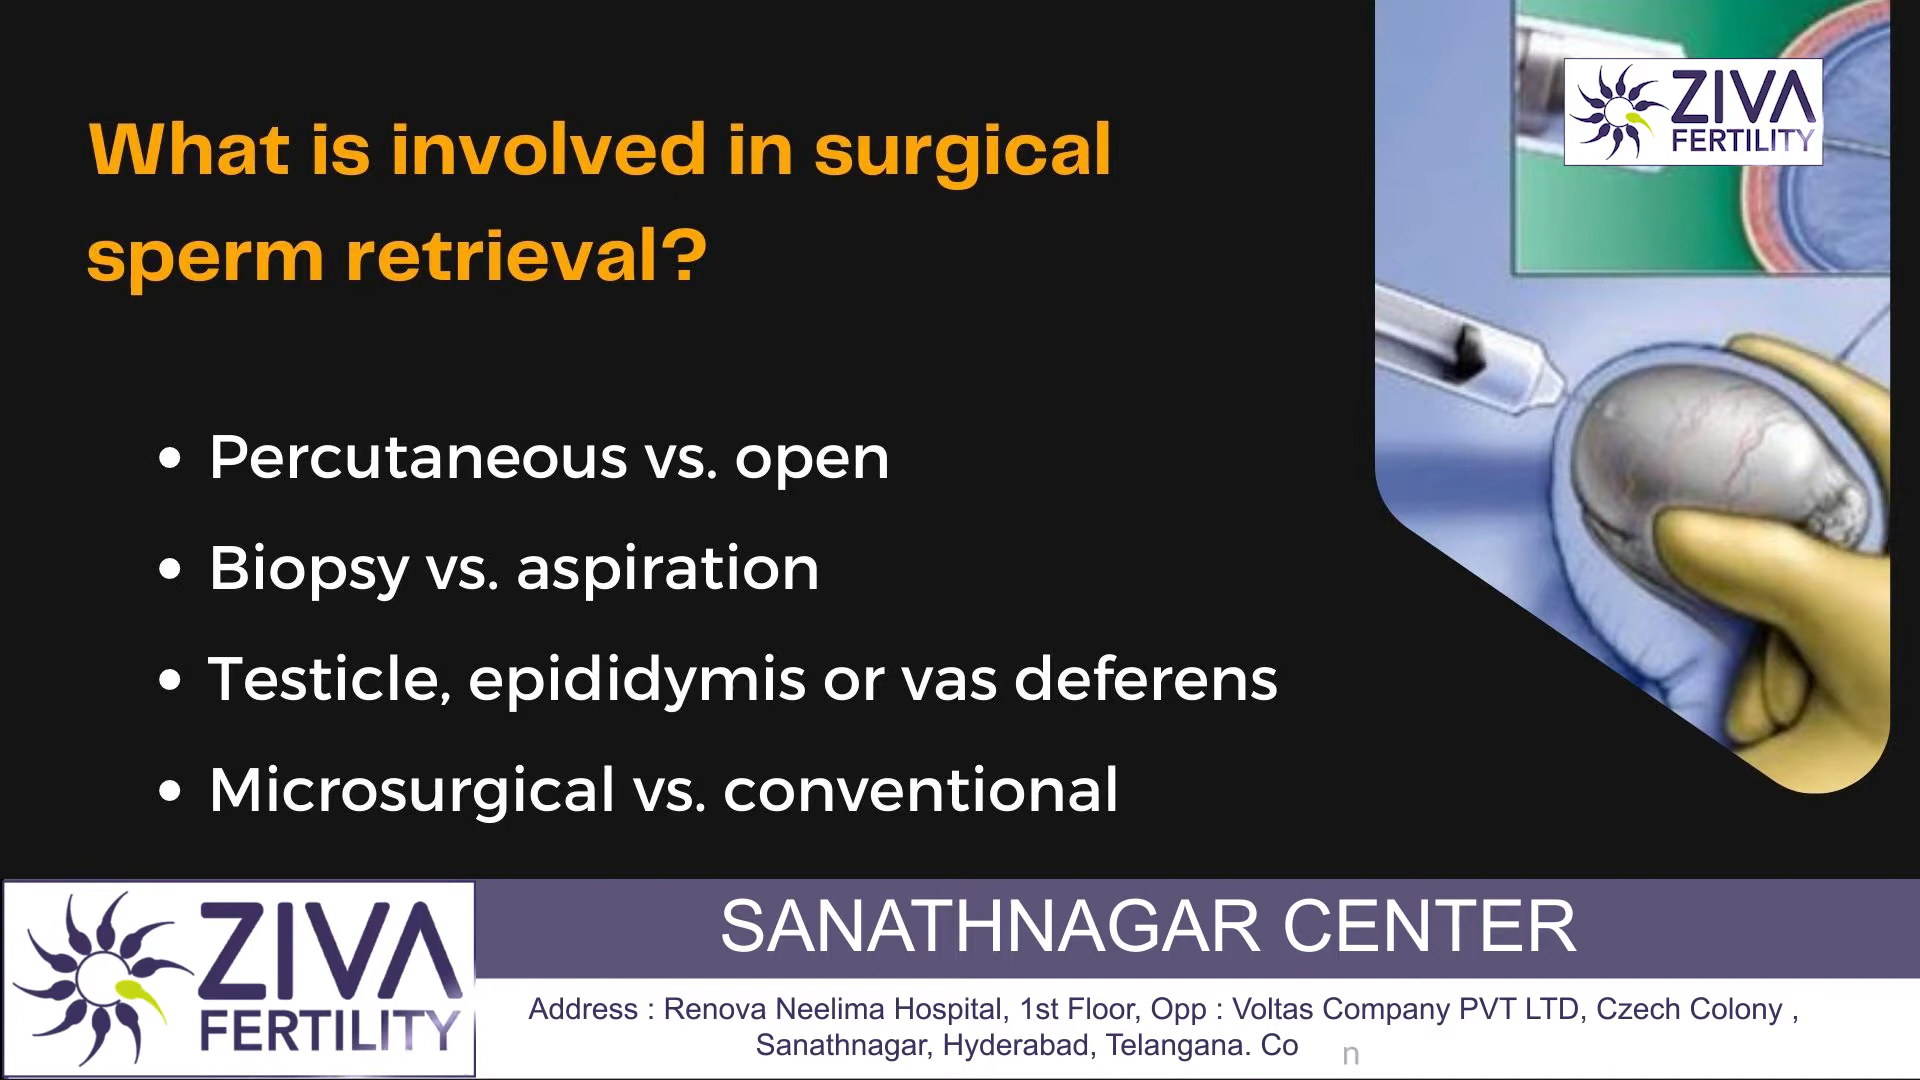 ZIVA
FERTILITY
What is involved in surgical
sperm retrieval?
• Percutaneous vs. open
• Biopsy vs. aspiration
• Testicle, epididymis or vas deferens
• Microsurgical vs. conventional
ZIVA
FERTILITY
SANATHNAGAR CENTER
Address : Renova Neelima Hospital, 1st Floor, Opp : Voltas Company PVT LTD, Czech Colony ,
Sanathnagar, Hyderabad, Telangana. Co n